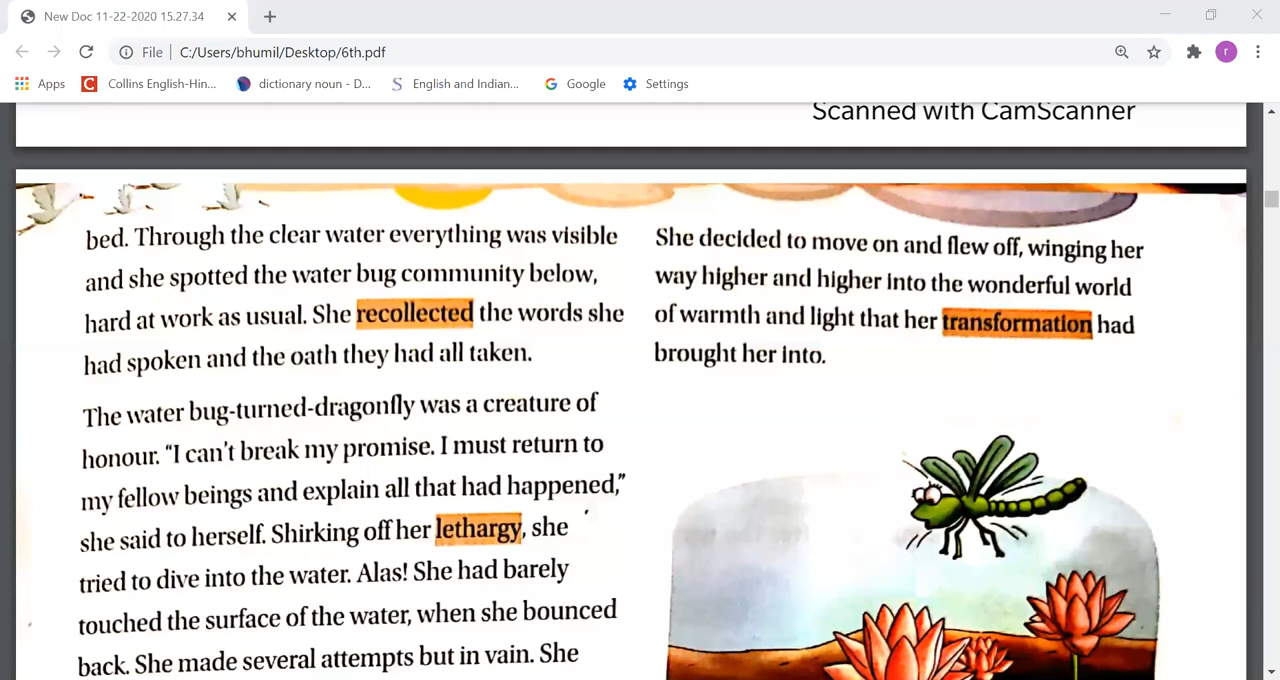 New Doc 11-22-2020 15.27.34
File
C:/Users/bhumil/Desktop/6th.pdf
r
Apps
Collins English-Hin...
dictionary noun - D...
English and Indian...
Google
Settings
Scanned with CamScanner
bed. Through the clear water everything was visible
and she spotted the water bug community below,
hard at work as usual. She recollected the words she
had spoken and the oath they had all taken.
The water bug-turned-dragonfly was a creature of
honour. “I can’t break my promise. I must return to
my fellow beings and explain all that had happened,”
she said to herself. Shirking off her lethargy, she
tried to dive into the water. Alas! She had barely
touched the surface of the water, when she bounced
back. She made several attempts but in vain. She
She decided to move on and flew off, winging her
way higher and higher into the wonderful world
of warmth and light that her transformation had
brought her into.